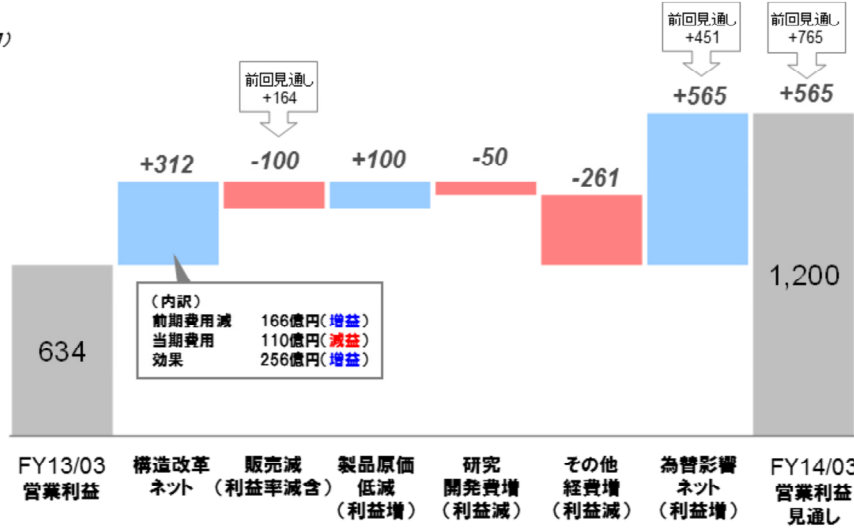 前回見通し
+451
前回見通し
+765
前回見通し
+164
+312
-100
+100
-50
-261
+565
+565
(内訳)
前期費用減 166億円(増益)
当期費用 110億円(減益)
効果 256億円(増益)
634
1,200
FY13/03
営業利益
構造改革
ネット
販売減
(利益率減含)
製品原価
低減
(利益増)
研究
開発費増
(利益減)
その他
経費増
(利益減)
為替影響
ネット
(利益増)
FY14/03
営業利益
見通し